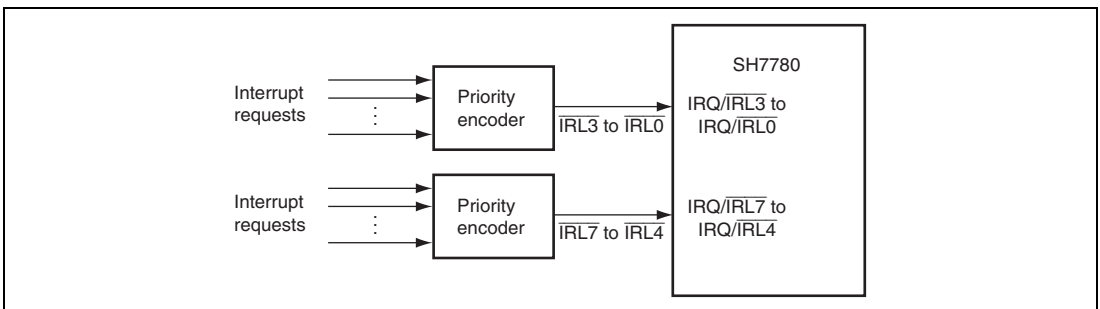 Interrupt
requests
Priority
encoder
IRL3 to IRL0
SH7780
IRQ/IRL3 to
IRQ/IRL0
Interrupt
requests
Priority
encoder
IRL7 to IRL4
IRQ/IRL7 to
IRQ/IRL4